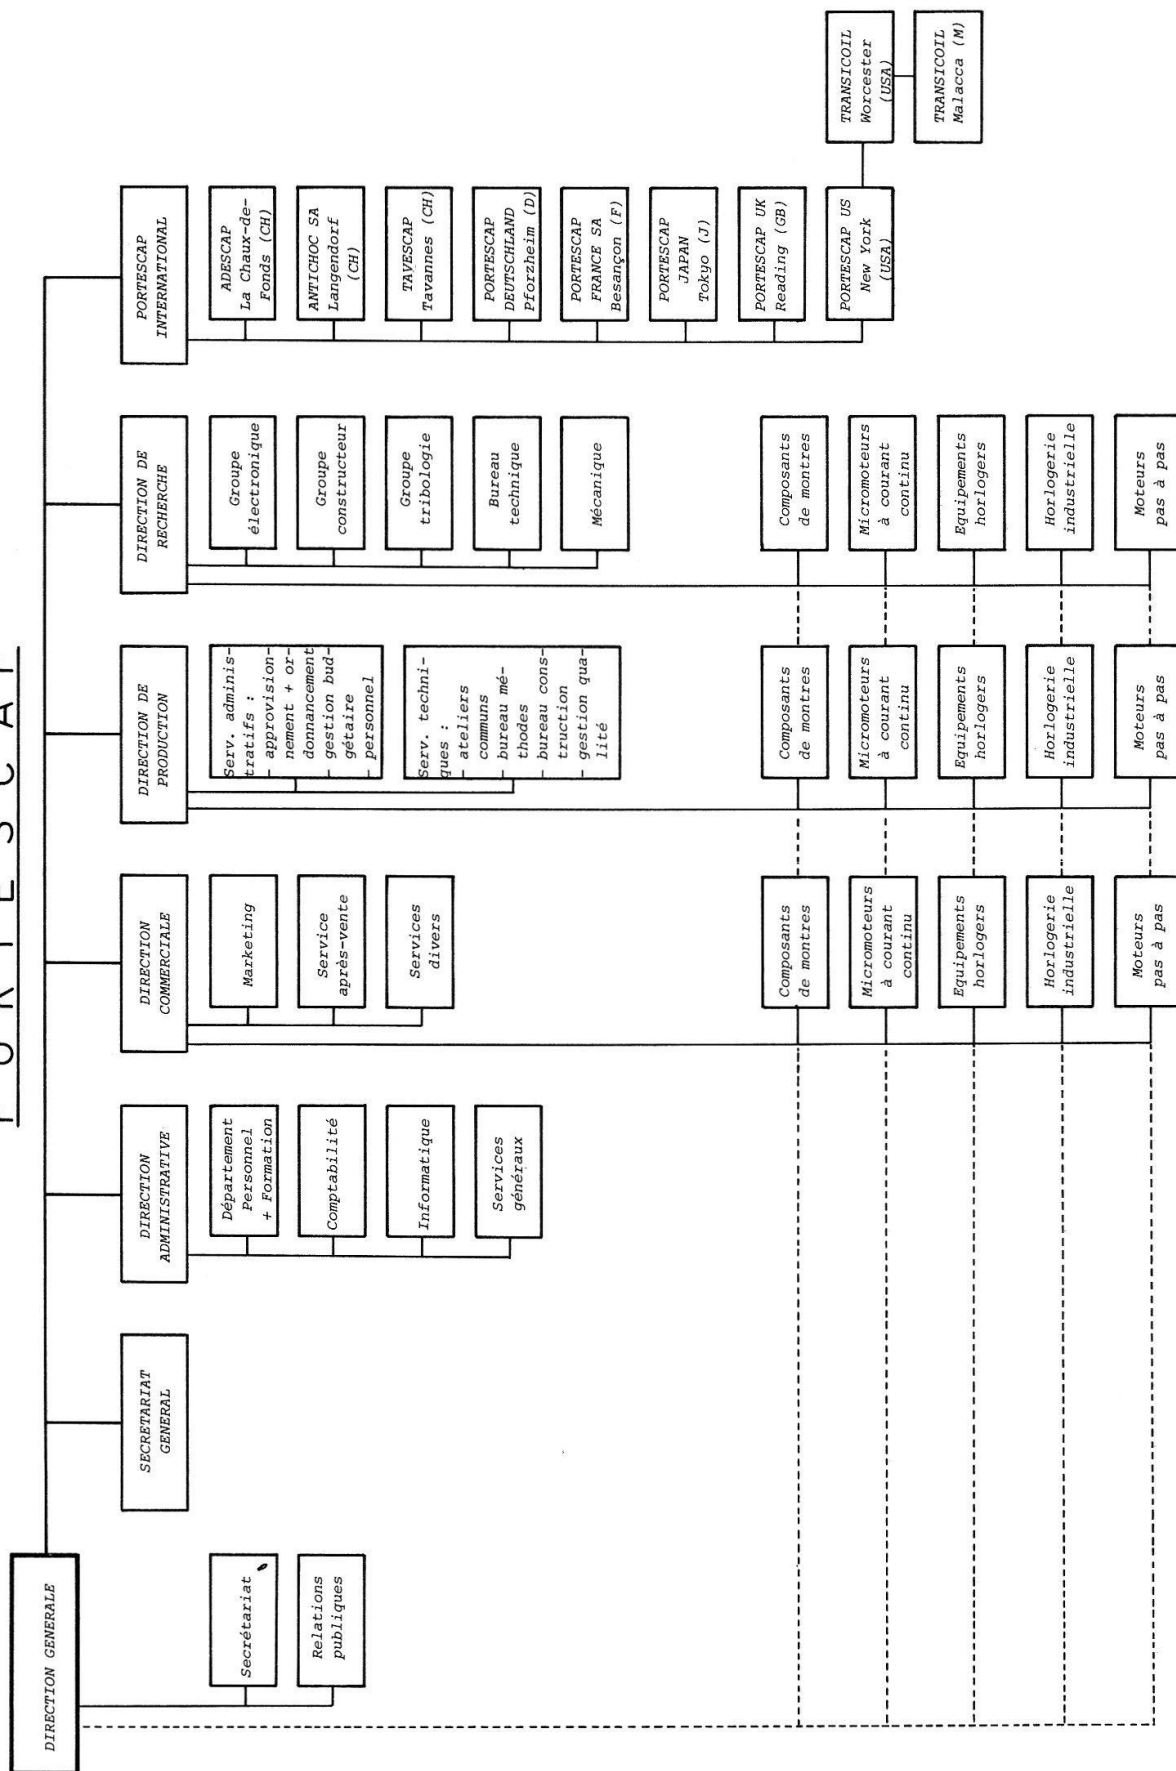 PORTESCAP
DIRECTION GENERALE
Secrétariat
Relations
publiques
SECRETARIAT
GENERAL
DIRECTION
ADMINISTRATIVE
Département
Personnel
+ Formation
Comptabilité
Informatique
Services
généraux
DIRECTION
COMMERCIALE
Marketing
Service
après-vente
Services
divers
Composants
de montres
Micromoteurs
à courant
continu
Equipements
horlogers
Horlogerie
industrielle
Moteurs
pas à pas
DIRECTION DE
PRODUCTION
Serv. adminis-
tratifs :
- approvision-
nement + or-
donnancement
- gestion bud-
gétaire
- personnel
Serv. techni-
ques :
- ateliers
communs
- bureau mé-
thodes
- bureau cons-
truction
- gestion qua-
lité
Composants
de montres
Micromoteurs
à courant
continu
Equipements
horlogers
Horlogerie
industrielle
Moteurs
pas à pas
DIRECTION DE
RECHERCHE
Groupe
électronique
Groupe
constructeur
Groupe
tribologie
Bureau
technique
Mécanique
Composants
de montres
Micromoteurs
à courant
continu
Equipements
horlogers
Horlogerie
industrielle
Moteurs
pas à pas
PORTESCAP
INTERNATIONAL
ADESCAP
La Chaux-de-
Fonds (CH)
ANTICHOC SA
Langendorf
(CH)
TAVESCAP
Tavannes (CH)
PORTESCAP
DEUTSCHLAND
Pforzheim (D)
PORTESCAP
FRANCE SA
Besançon (F)
PORTESCAP
JAPAN
Tokyo (J)
PORTESCAP UK
Reading (GB)
PORTESCAP US
New York
(USA)
TRANSICOIL
Worcester
(USA)
TRANSICOIL
Malacca (M)